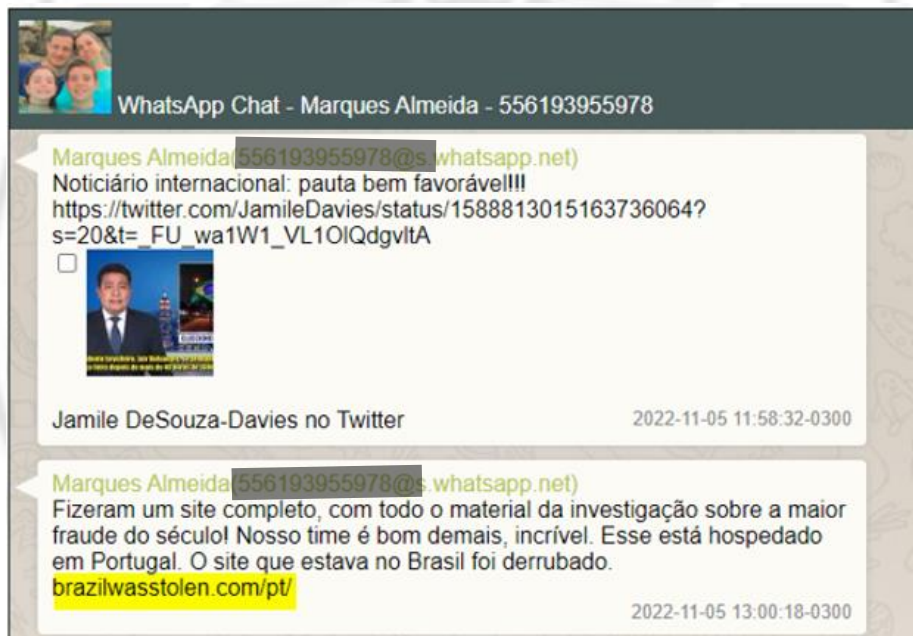 WhatsApp Chat - Marques Almeida - 556193955978
Marques Almeida(556193955978@s.whatsapp.net)
Noticiário internacional: pauta bem favorável!!!
https://twitter.com/JamileDavies/status/1588813015163736064?
s=20&t=_FU_wa1W1_VL1OlQdgvltA
Jamile DeSouza-Davies no Twitter
2022-11-05 11:58:32-0300
Marques Almeida(556193955978@s.whatsapp.net)
Fizeram um site completo, com todo o material da investigação sobre a maior
fraude do século! Nosso time é bom demais, incrível. Esse está hospedado
em Portugal. O site que estava no Brasil foi derrubado.
brazilwasstolen.com/pt/
2022-11-05 13:00:18-0300